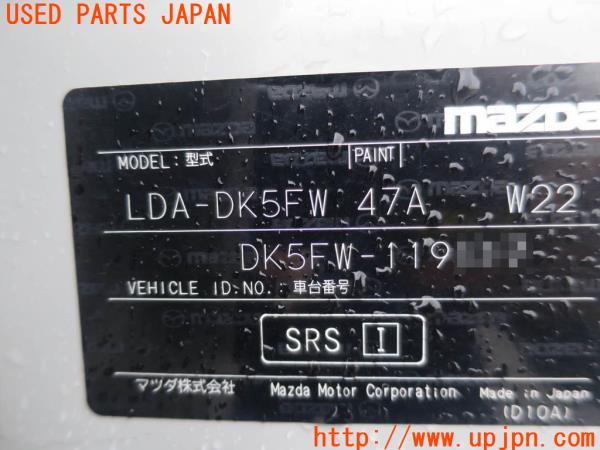 USED PARTS JAPAN
mazda
MODEL: 型式 PAINT
LDA-DK5FW 47A W22
DK5FW-119
VEHICLE ID.NO.: 車台番号
SRS I
マツダ株式会社 Mazda Motor Corporation Made in Japan
(D10A)
www.upjpn.com